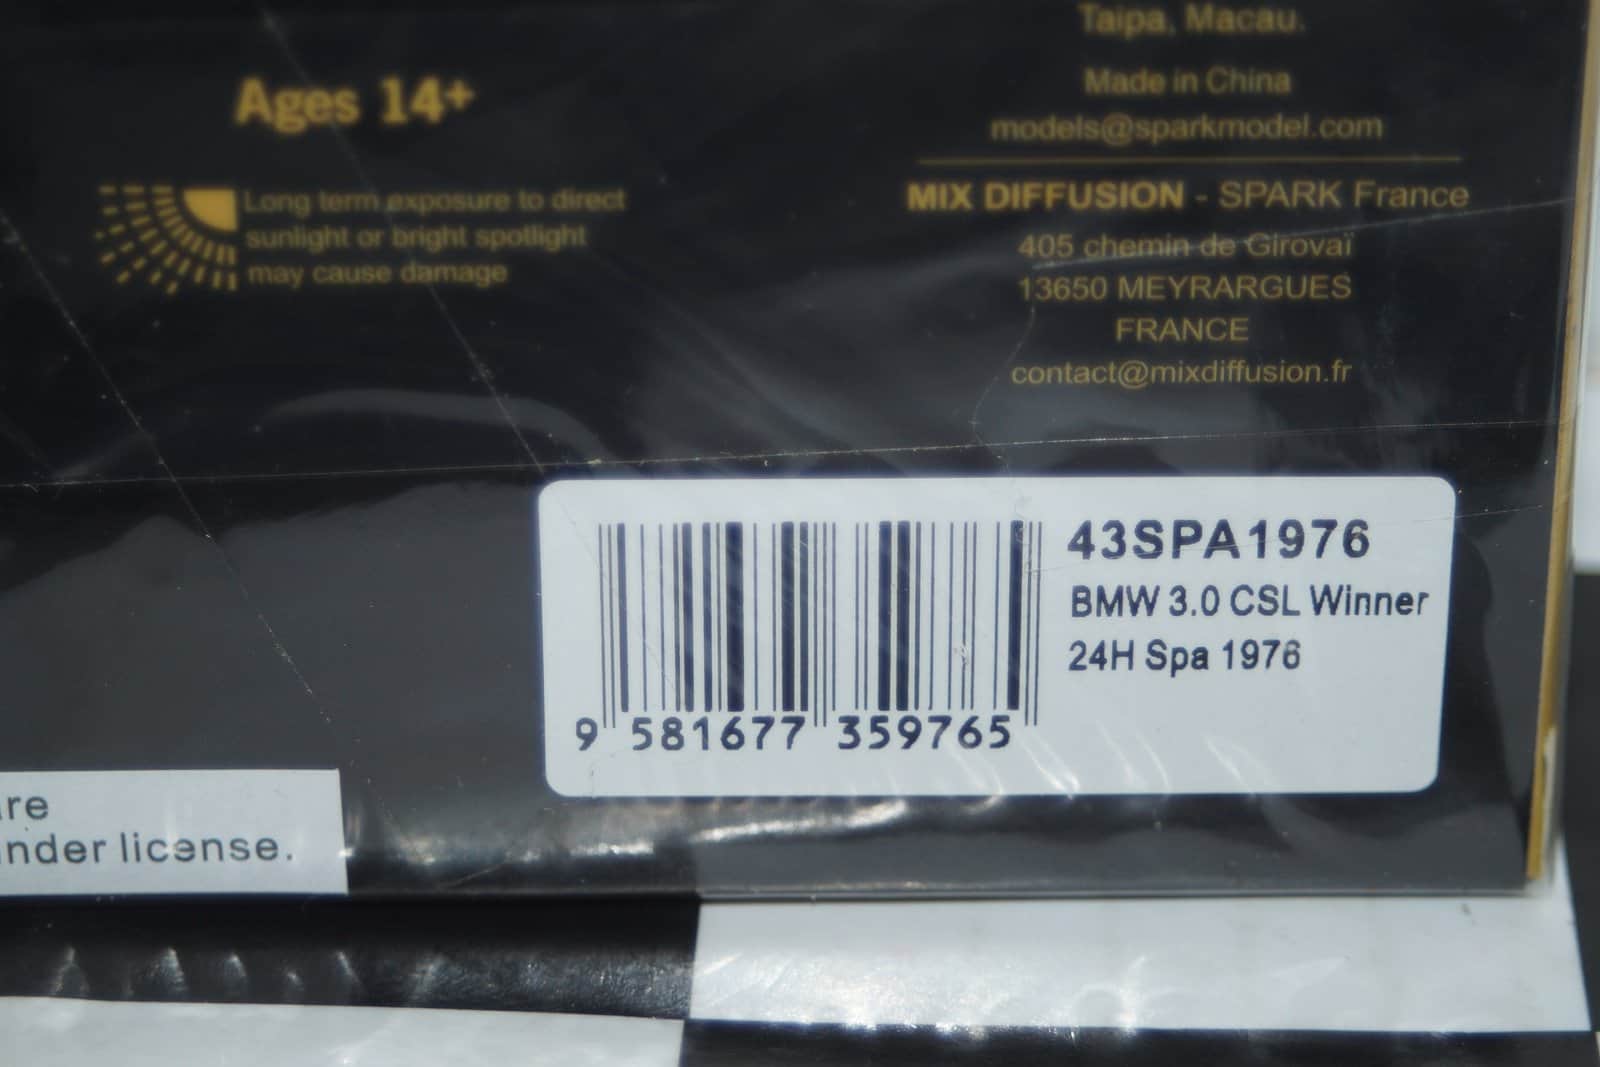 Taipa, Macau.
Made in China
models@sparkmodel.com
Ages 14+
Long term exposure to direct
sunlight or bright spotlight
may cause damage
MIX DIFFUSION - SPARK France
405 chemin de Girovaï
13650 MEYRARGUES
FRANCE
contact@mixdiffusion.fr
43SPA1976
BMW 3.0 CSL Winner
24H Spa 1976
9 581677 359765
are
under license.